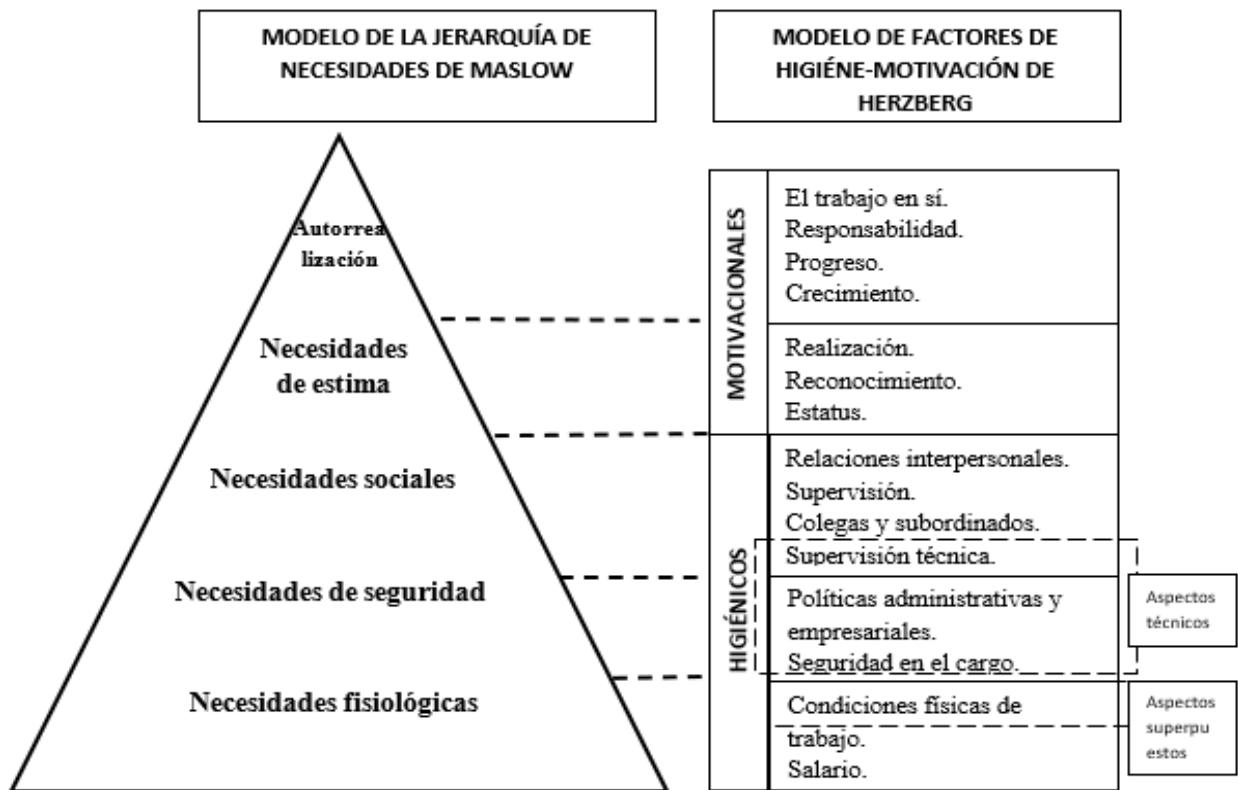 MODELO DE LA JERARQUÍA DE
NECESIDADES DE MASLOW
MODELO DE FACTORES DE
HIGIÉNE-MOTIVACIÓN DE
HERZBERG
Autorrea
lización
Necesidades
de estima
Necesidades sociales
Necesidades de seguridad
Necesidades fisiológicas
MOTIVACIONALES
El trabajo en sí.
Responsabilidad.
Progreso.
Crecimiento.
Realización.
Reconocimiento.
Estatus.
HIGIÉNICOS
Relaciones interpersonales.
Supervisión.
Colegas y subordinados.
Supervisión técnica.
Políticas administrativas y
empresariales.
Seguridad en el cargo.
Condiciones físicas de
trabajo.
Salario.
Aspectos
técnicos
Aspectos
superpu
estos